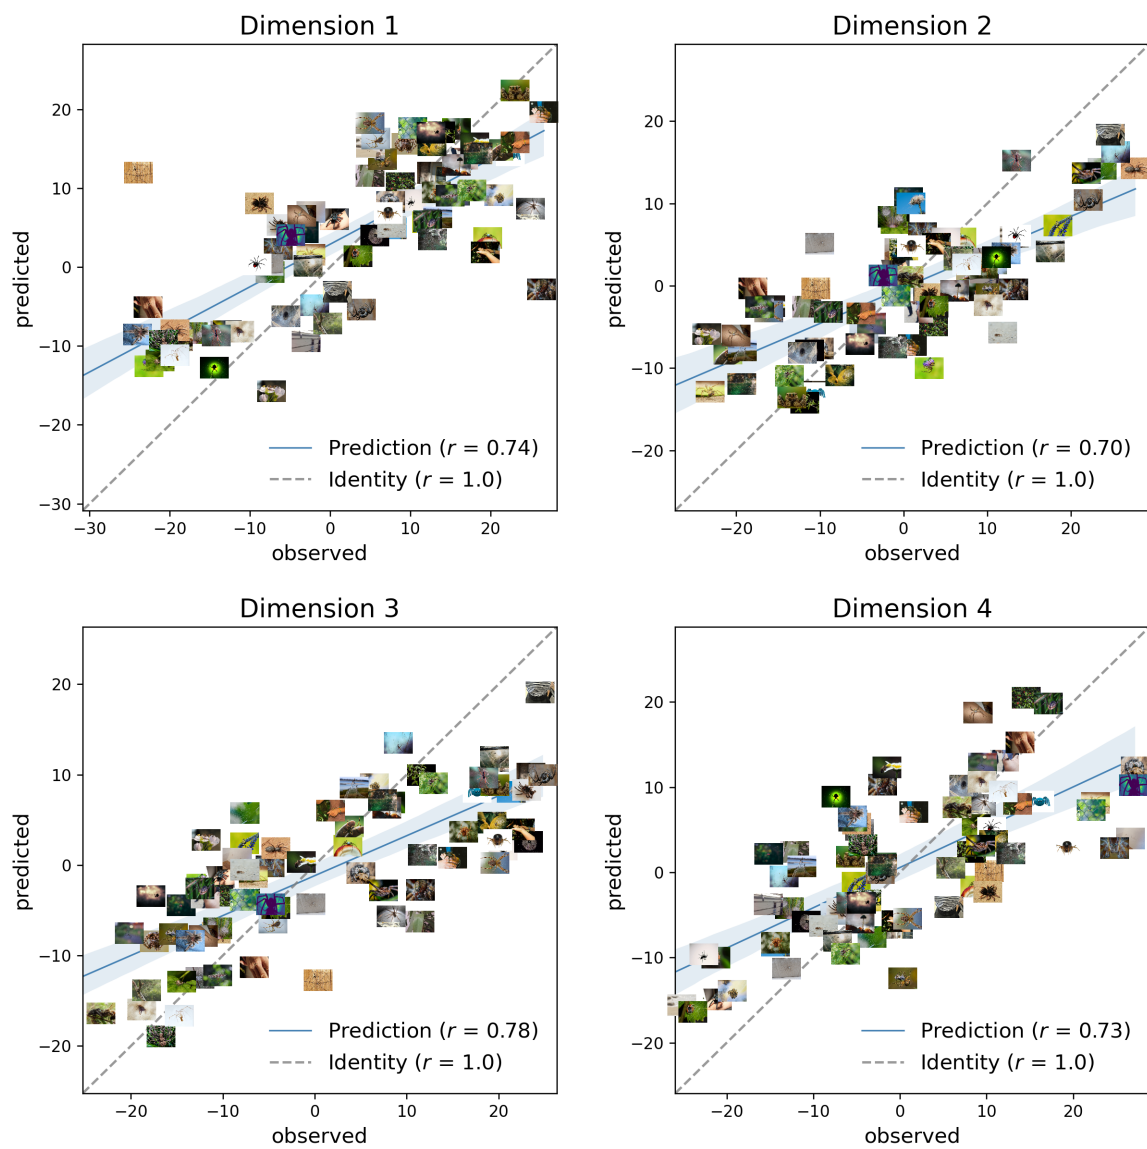 Dimension 1
20
10
0
−10
−20
−30
predicted
−30 −20 −10 0 10 20
observed
Prediction (r = 0.74)
Identity (r = 1.0)
Dimension 2
20
10
0
−10
−20
predicted
−20 −10 0 10 20
observed
Prediction (r = 0.70)
Identity (r = 1.0)
Dimension 3
20
10
0
−10
−20
predicted
−20 −10 0 10 20
observed
Prediction (r = 0.78)
Identity (r = 1.0)
Dimension 4
20
10
0
−10
−20
predicted
−20 −10 0 10 20
observed
Prediction (r = 0.73)
Identity (r = 1.0)